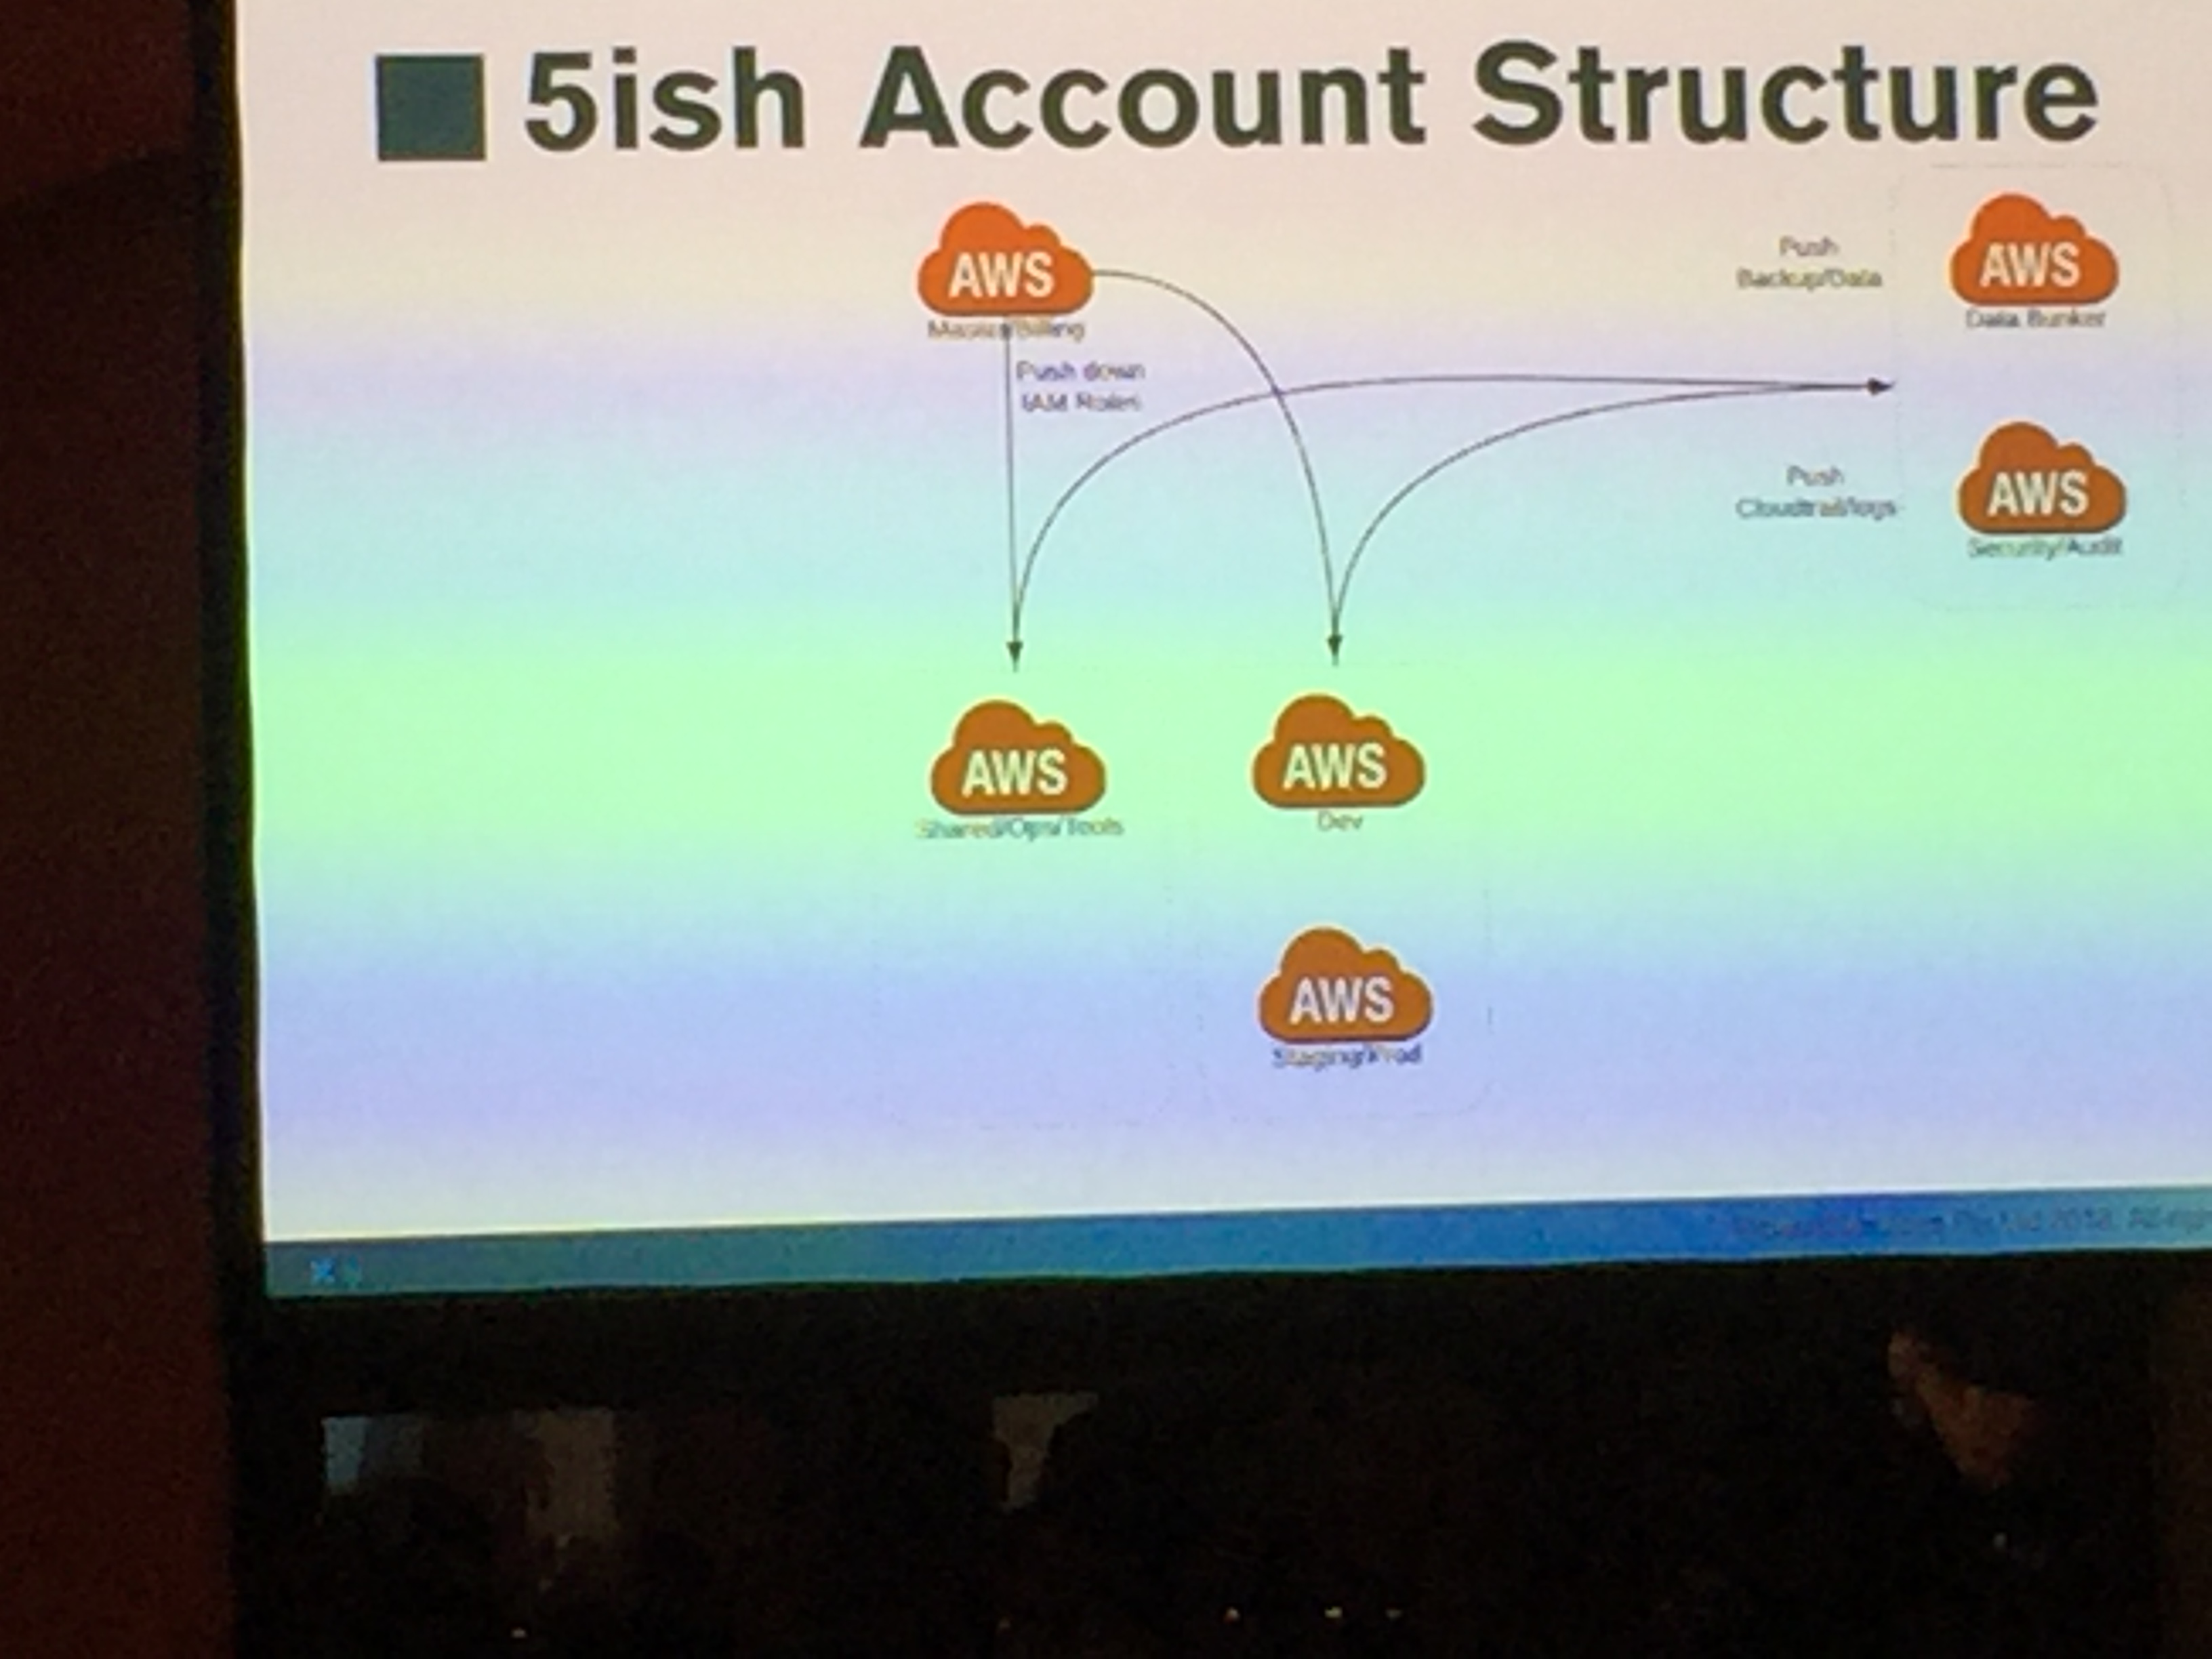 5ish Account Structure
AWS
Master/Billing
Push down
IAM Roles
Push
Backup/Data
AWS
Data Bunker
Push
Cloudtrail/logs
AWS
Security/Audit
AWS
Shared/Ops/Tools
AWS
Dev
AWS
Staging/Prod